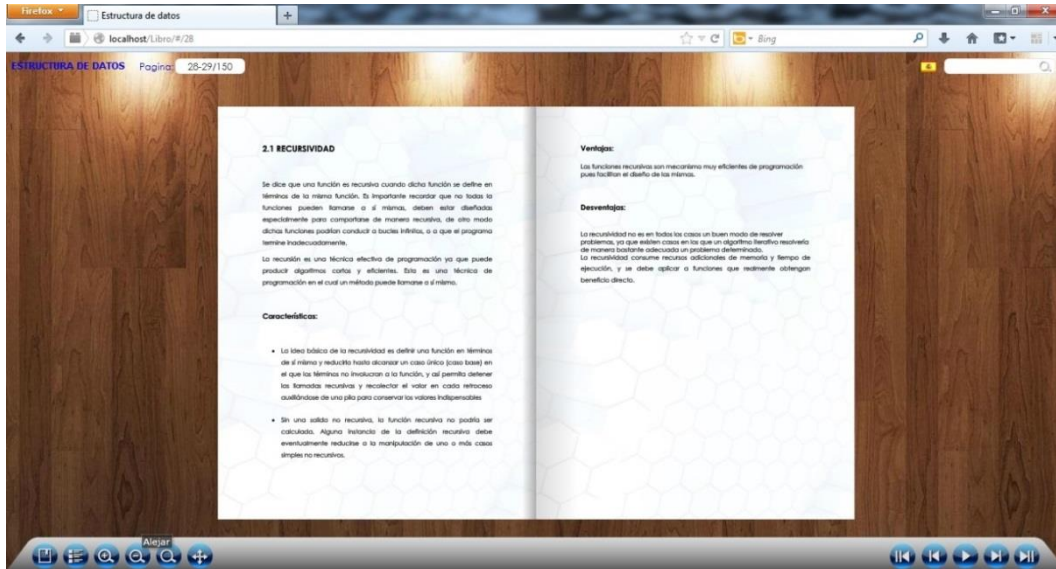 Firefox
Estructura de datos
localhost/Libro/#/28
Bing
ESTRUCTURA DE DATOS Pagina: 28-29/150
2.1 RECURSIVIDAD
Se dice que una función es recursiva cuando dicha función se define en
términos de la misma función. Es importante recordar que no todas la
funciones pueden llamarse a sí mismas, deben estar diseñadas
especialmente para comportarse de manera recursiva, de otro modo
dichas funciones podrían conducir a bucles infinitos, o a que el programa
termine inadecuadamente.
La recursión es una técnica efectiva de programación ya que puede
producir algoritmos cortos y eficientes. Esta es una técnica de
programación en el cual un método puede llamarse a sí mismo.
Características:
• La idea básica de la recursividad es definir una función en términos
de sí misma y reducirla hasta alcanzar un caso único (caso base) en
el que los términos no involucran a la función, y así permita detener
las llamadas recursivas y recolectar el valor en cada retroceso
auxiliándose de una pila para conservar los valores indispensables
• Sin una salida no recursiva, la función recursiva no podría ser
calculada. Alguna instancia de la definición recursiva debe
eventualmente reducirse a la manipulación de uno o más casos
simples no recursivos.
Ventajas:
Las funciones recursivas son mecanismo muy eficientes de programación
pues facilitan el diseño de las mismos.
Desventajas:
La recursividad no es en todos los casos un buen modo de resolver
problemas, ya que existen casos en los que un algoritmo iterativo resolvería
de manera bastante adecuada un problema determinado.
La recursividad consume recursos adicionales de memoria y tiempo de
ejecución, y se debe aplicar a funciones que realmente obtengan
beneficio directo.
Alejar